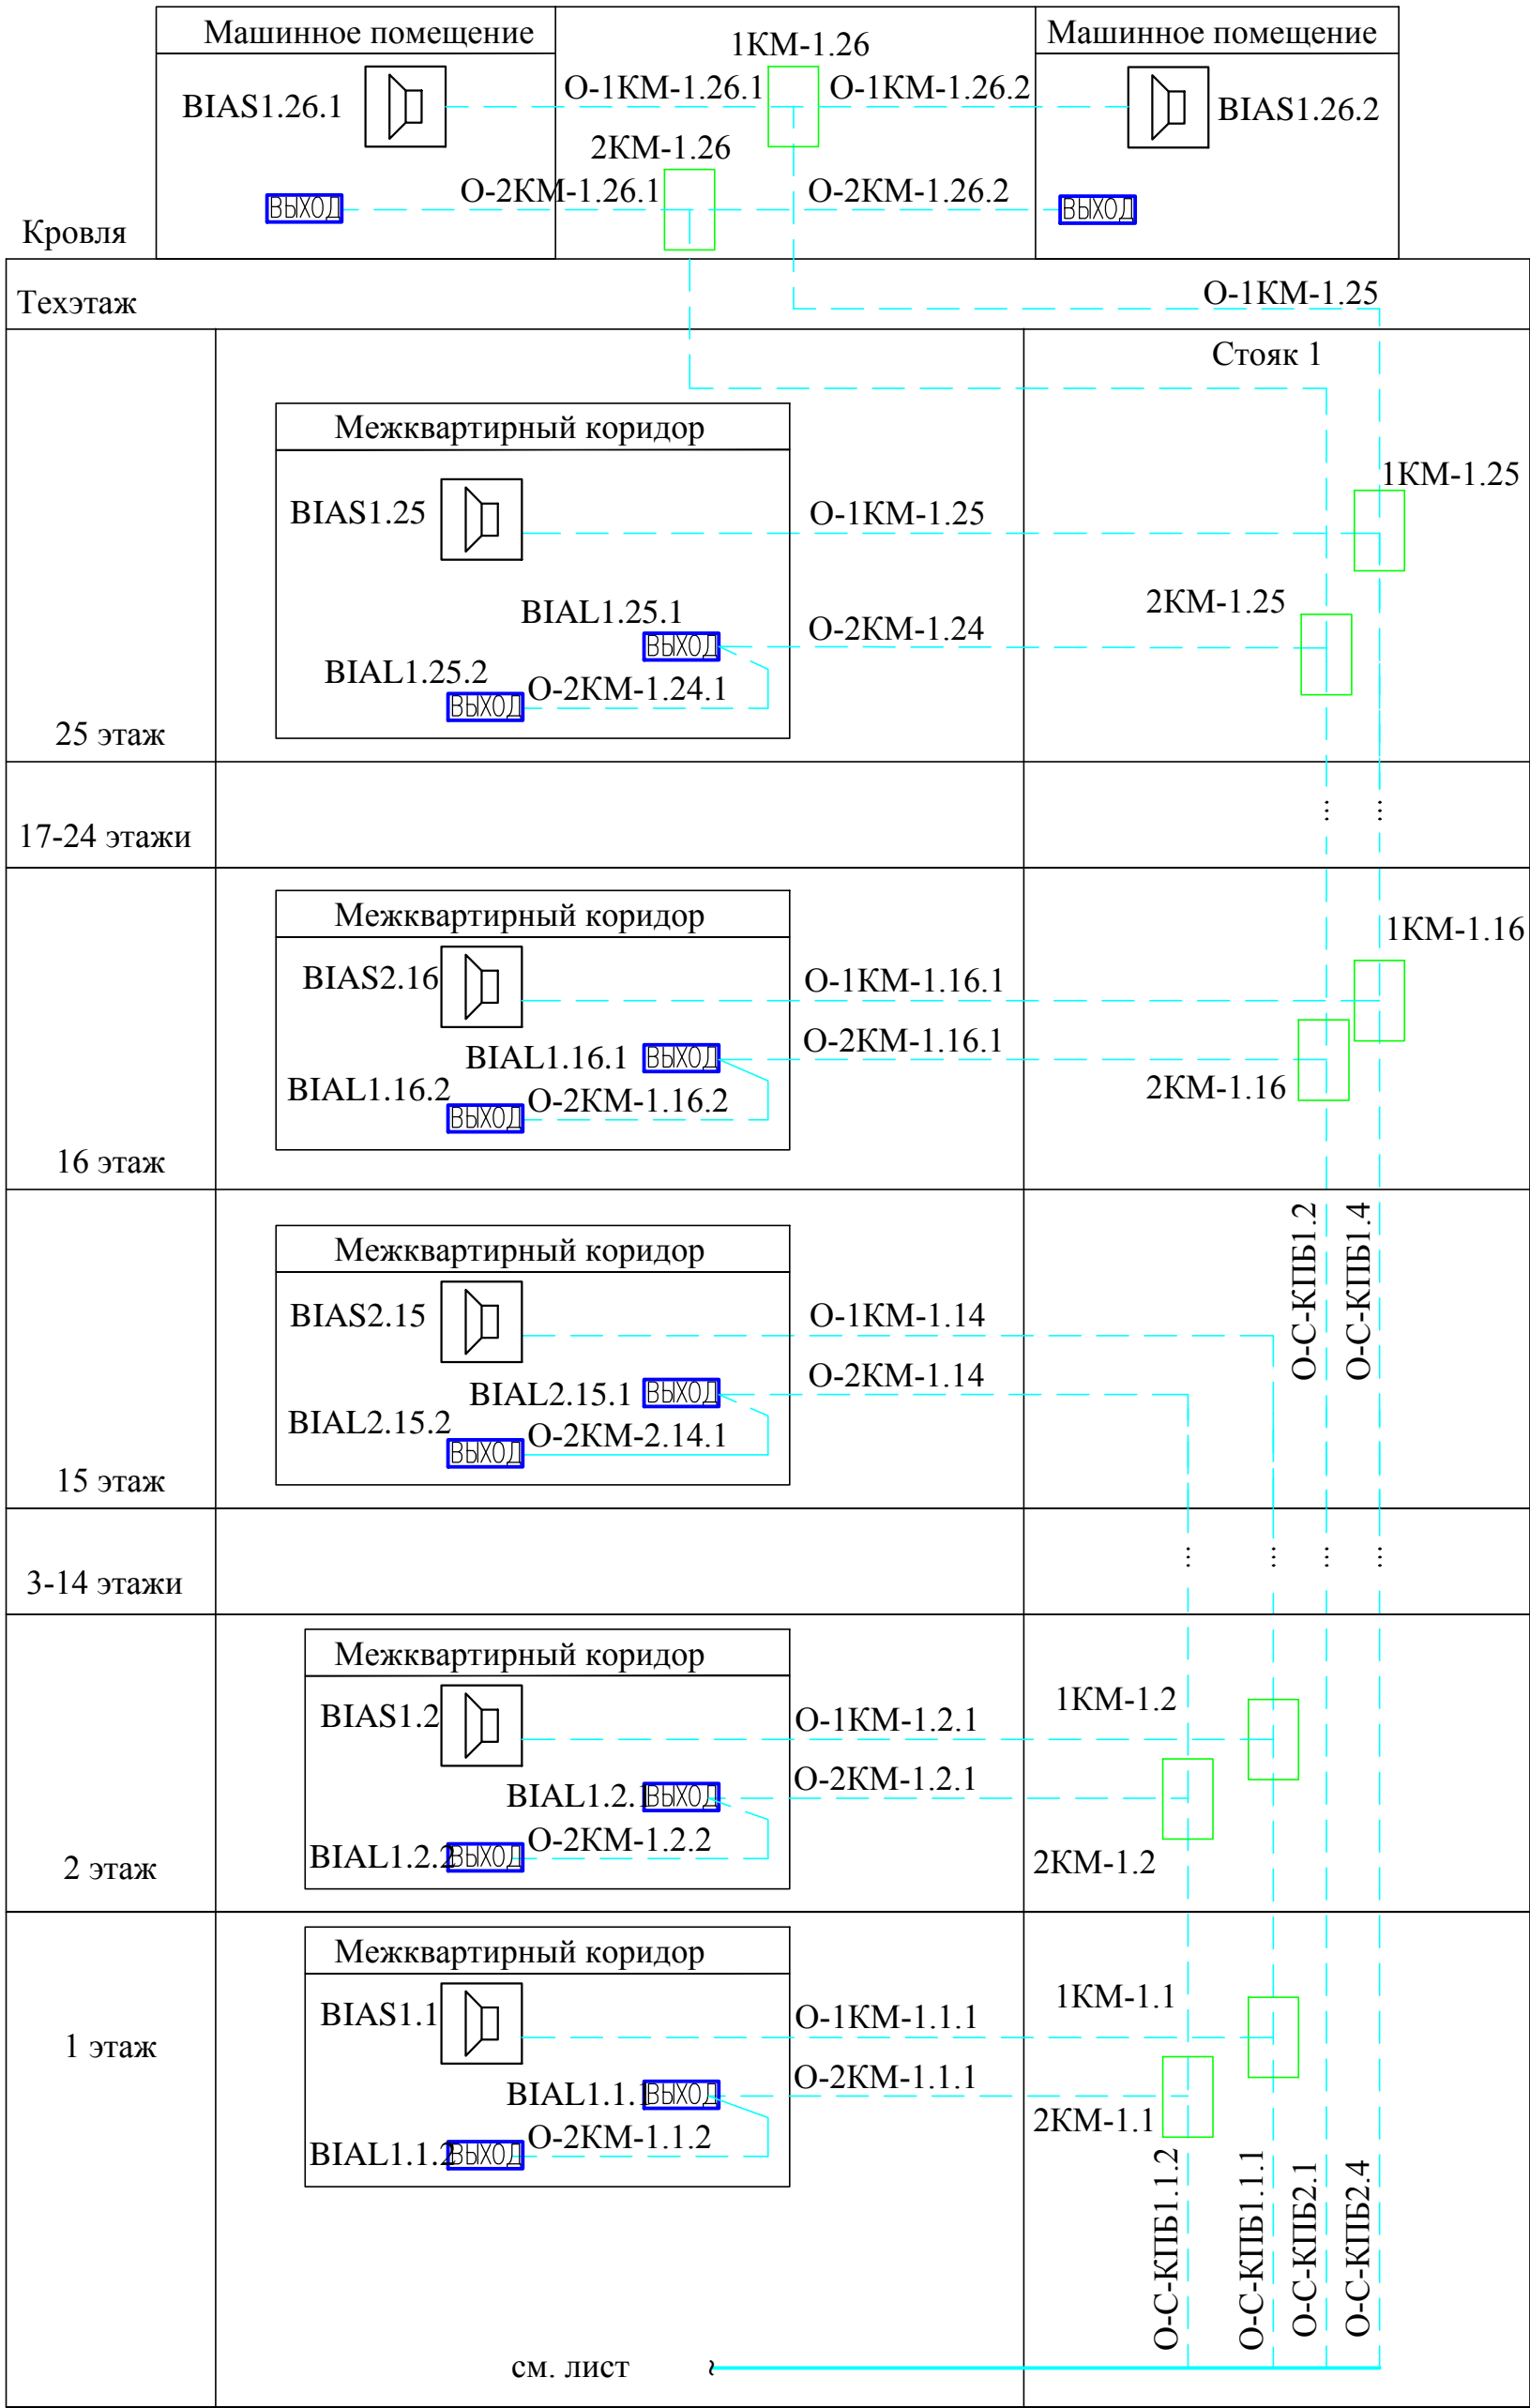 Машинное помещение
1КМ-1.26
Машинное помещение
BIAS1.26.1
О-1КМ-1.26.1
О-1КМ-1.26.2
BIAS1.26.2
2КМ-1.26
ВЫХОД
О-2КМ-1.26.1
О-2КМ-1.26.2
ВЫХОД
Кровля
Техэтаж
О-1КМ-1.25
Стояк 1
Межквартирный коридор
1КМ-1.25
BIAS1.25
О-1КМ-1.25
BIAL1.25.1
2КМ-1.25
ВЫХОД
О-2КМ-1.24
BIAL1.25.2
ВЫХОД
О-2КМ-1.24.1
25 этаж
...
...
17-24 этажи
Межквартирный коридор
1КМ-1.16
BIAS2.16
О-1КМ-1.16.1
BIAL1.16.1
ВЫХОД
О-2КМ-1.16.1
BIAL1.16.2
ВЫХОД
О-2КМ-1.16.2
2КМ-1.16
16 этаж
О-С-КПБ1.2
О-С-КПБ1.4
Межквартирный коридор
BIAS2.15
О-1КМ-1.14
BIAL2.15.1
ВЫХОД
О-2КМ-1.14
BIAL2.15.2
ВЫХОД
О-2КМ-2.14.1
15 этаж
...
...
...
...
3-14 этажи
Межквартирный коридор
BIAS1.2
О-1КМ-1.2.1
1КМ-1.2
BIAL1.2.1
ВЫХОД
О-2КМ-1.2.1
BIAL1.2.2
ВЫХОД
О-2КМ-1.2.2
2КМ-1.2
2 этаж
Межквартирный коридор
BIAS1.1
О-1КМ-1.1.1
1КМ-1.1
1 этаж
BIAL1.1.1
ВЫХОД
О-2КМ-1.1.1
BIAL1.1.2
ВЫХОД
О-2КМ-1.1.2
2КМ-1.1
О-С-КПБ1.1.2
О-С-КПБ1.1.1
О-С-КПБ2.1
О-С-КПБ2.4
см. лист
~